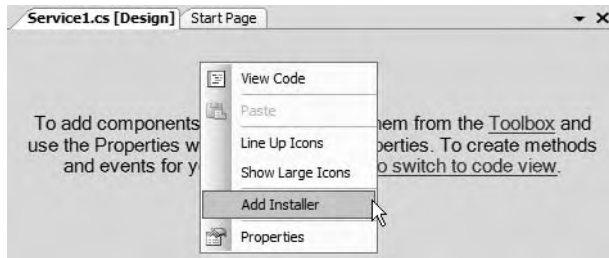 Service1.cs [Design] Start Page
View Code
Paste
To add components nem from the Toolbox and
use the Properties w perties. To create methods
Line Up Icons
and events for y o switch to code view.
Show Large Icons
Add Installer
Properties